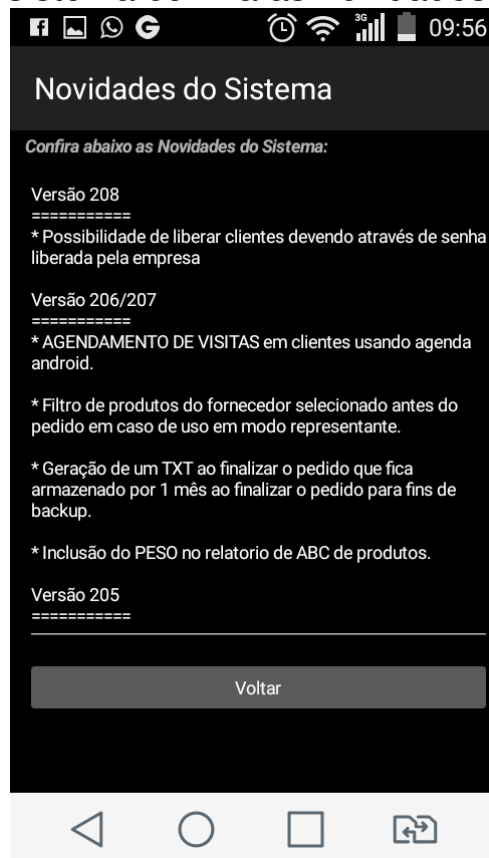 09:56
Novidades do Sistema
Confira abaixo as Novidades do Sistema:
Versão 208
===========
* Possibilidade de liberar clientes devendo através de senha
liberada pela empresa
Versão 206/207
===========
* AGENDAMENTO DE VISITAS em clientes usando agenda
android.
* Filtro de produtos do fornecedor selecionado antes do
pedido em caso de uso em modo representante.
* Geração de um TXT ao finalizar o pedido que fica
armazenado por 1 mês ao finalizar o pedido para fins de
backup.
* Inclusão do PESO no relatorio de ABC de produtos.
Versão 205
===========
Voltar